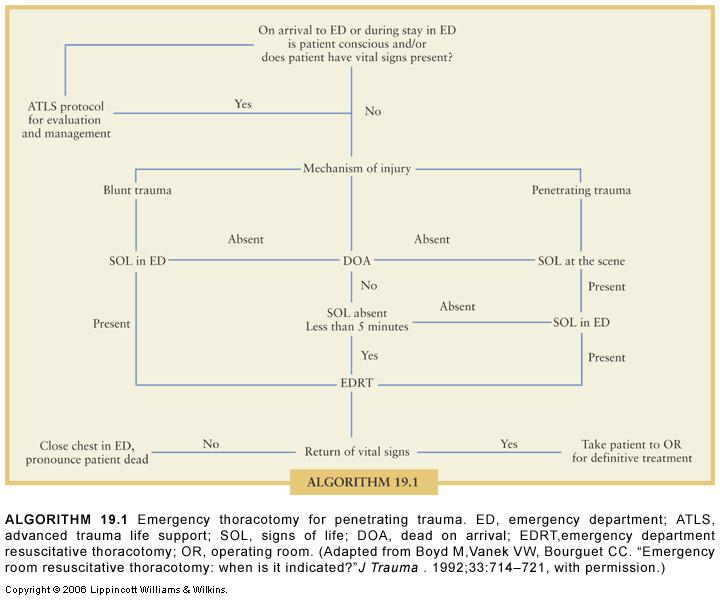 On arrival to ED or during stay in ED
is patient conscious and/or
does patient have vital signs present?
ATLS protocol
for evaluation
and management
Yes
No
Mechanism of injury
Blunt trauma
Penetrating trauma
Absent
Absent
SOL in ED
DOA
SOL at the scene
No
Present
Absent
SOL absent
Less than 5 minutes
SOL in ED
Present
Yes
Present
EDRT
Close chest in ED,
pronounce patient dead
No
Return of vital signs
Yes
Take patient to OR
for definitive treatment
ALGORITHM 19.1
ALGORITHM 19.1 Emergency thoracotomy for penetrating trauma. ED, emergency department; ATLS,
advanced trauma life support; SOL, signs of life; DOA, dead on arrival; EDRT,emergency department
resuscitative thoracotomy; OR, operating room. (Adapted from Boyd M,Vanek VW, Bourguet CC. “Emergency
room resuscitative thoracotomy: when is it indicated?”J Trauma . 1992;33:714–721, with permission.)
Copyright © 2006 Lippincott Williams & Wilkins.